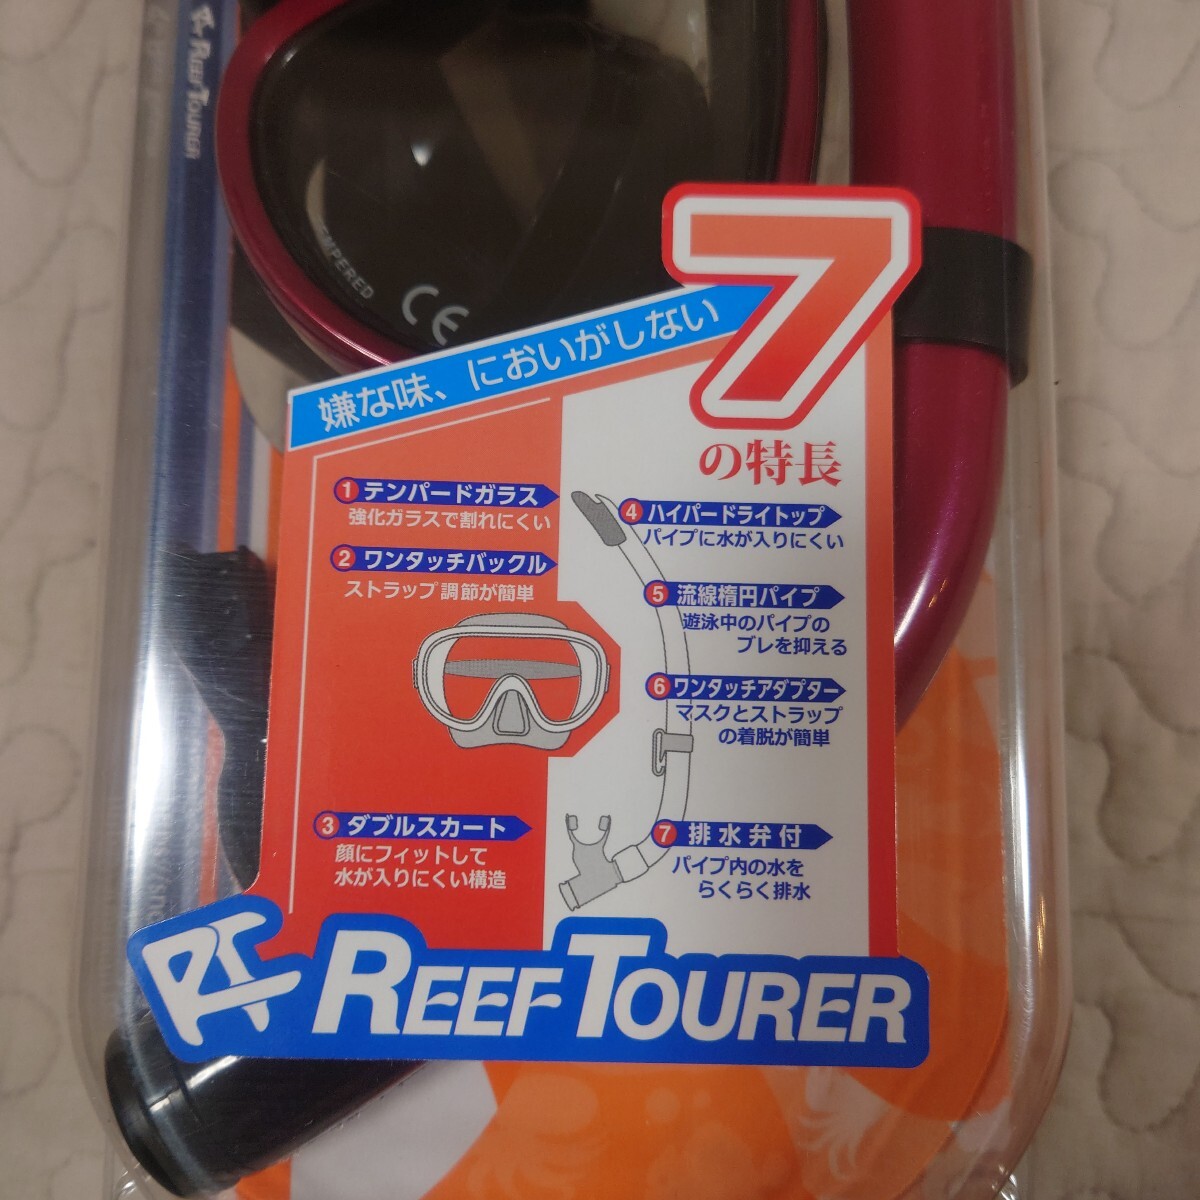 REEF TOURER
TEMPERED
CE
嫌な味、においがしない
7
の特長
1 テンパードガラス
強化ガラスで割れにくい
2 ワンタッチバックル
ストラップ調節が簡単
3 ダブルスカート
顔にフィットして
水が入りにくい構造
4 ハイパードライトップ
パイプに水が入りにくい
5 流線楕円パイプ
遊泳中のパイプの
ブレを抑える
6 ワンタッチアダプター
マスクとストラップ
の着脱が簡単
7 排水弁付
パイプ内の水を
らくらく排水
RT REEF TOURER